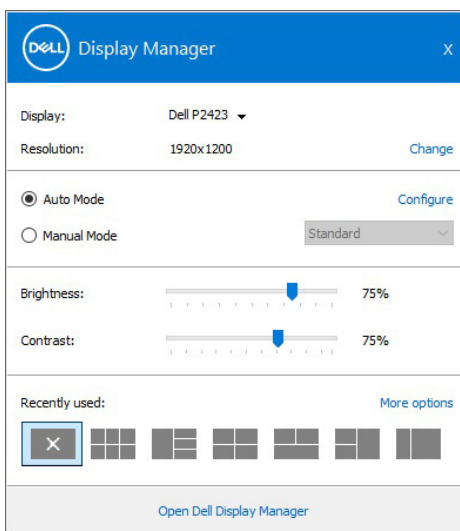 DELL Display Manager X
Display: Dell P2423
Resolution: 1920x1200 Change
Auto Mode Configure
Manual Mode Standard
Brightness: 75%
Contrast: 75%
Recently used: More options
Open Dell Display Manager